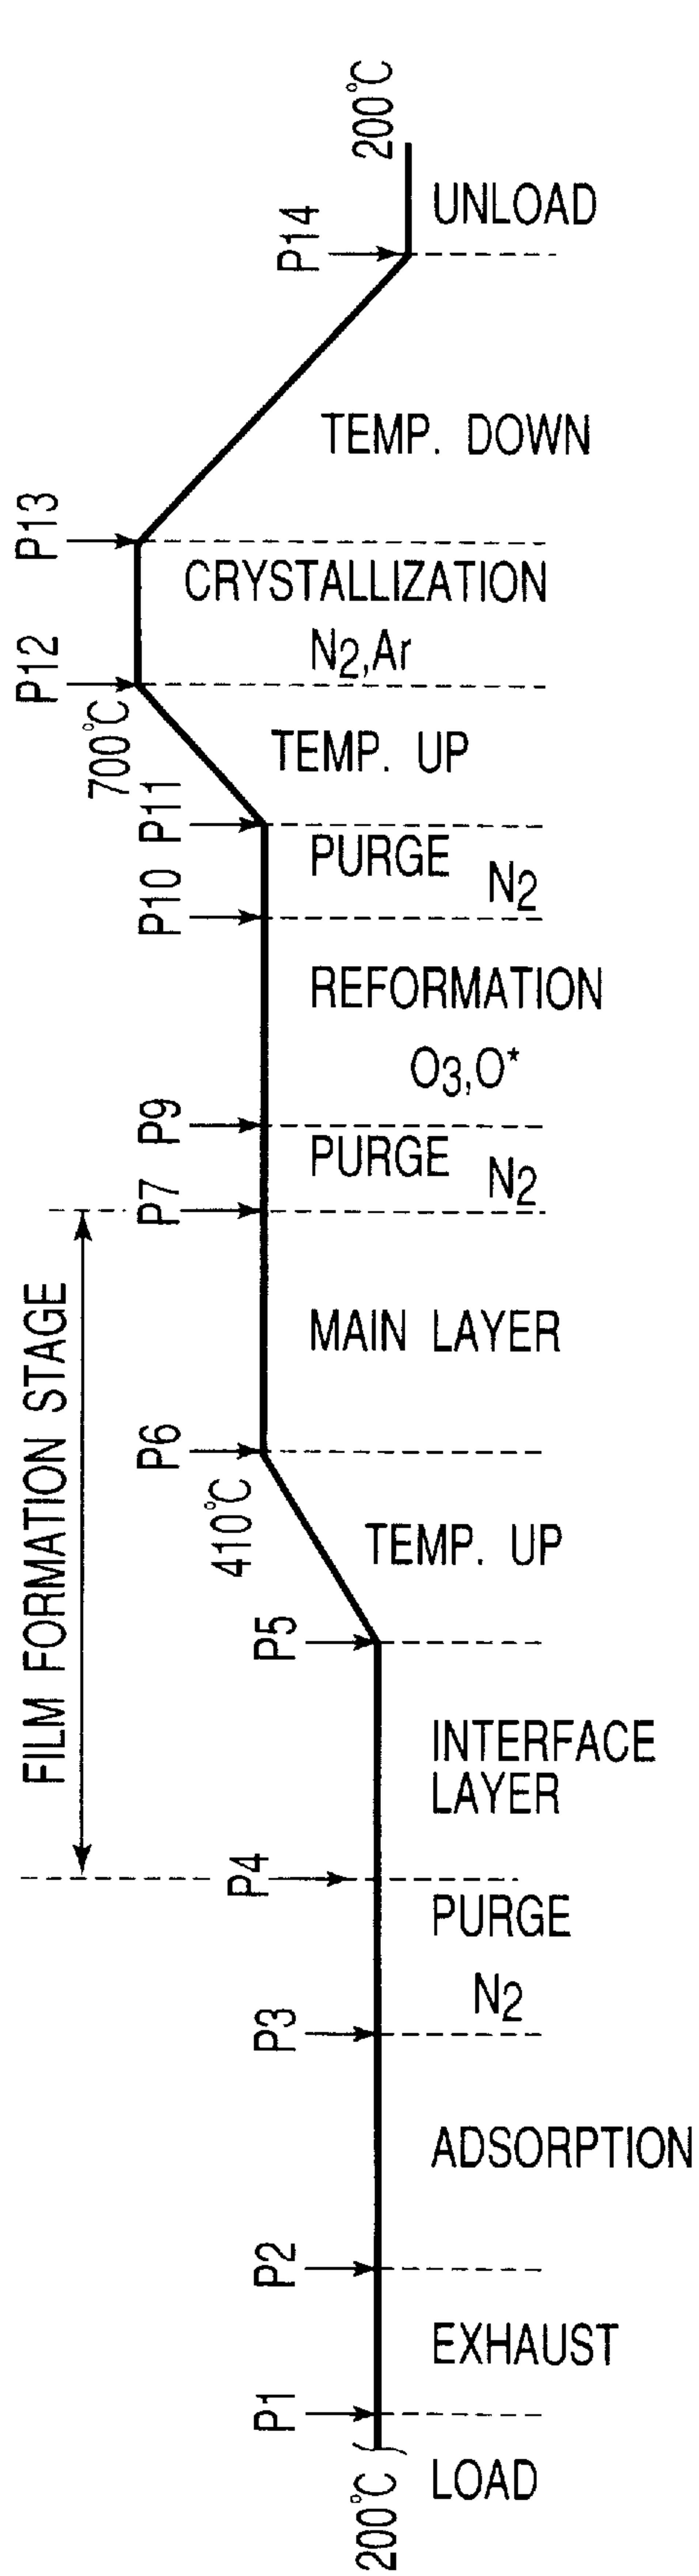 FILM FORMATION STAGE
200°C
P1
P2
P3
P4
P5
410°C
P6
P7
P9
P10
P11
700°C
P12
P13
P14
200°C
LOAD
EXHAUST
ADSORPTION
PURGE
N2
INTERFACE
LAYER
TEMP. UP
MAIN LAYER
PURGE
N2
REFORMATION
O3,O*
PURGE
N2
TEMP. UP
CRYSTALLIZATION
N2,Ar
TEMP. DOWN
UNLOAD